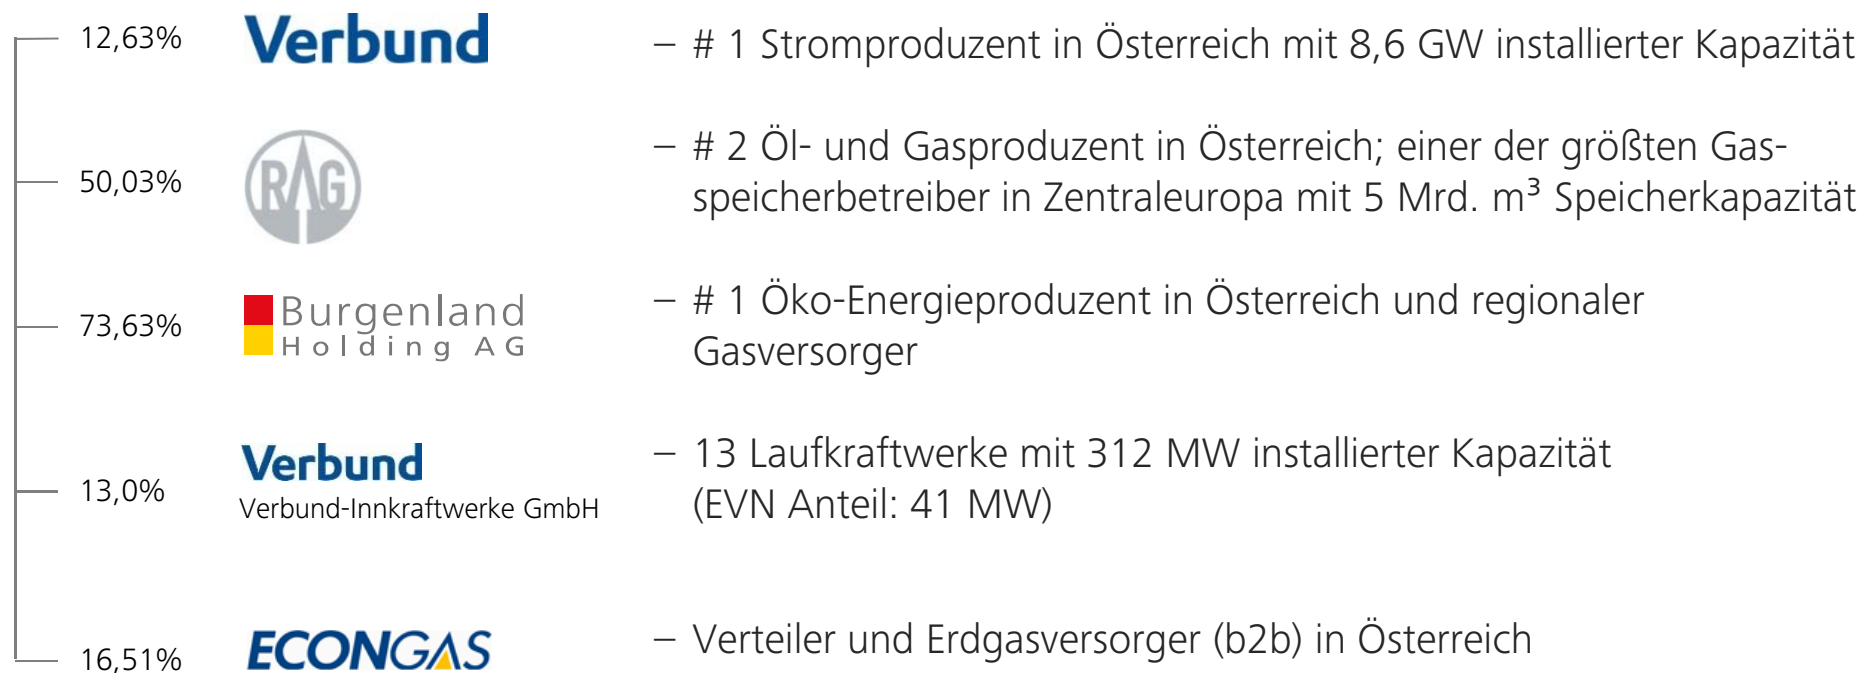 12,63% Verbund – # 1 Stromproduzent in Österreich mit 8,6 GW installierter Kapazität
50,03% RAG – # 2 Öl- und Gasproduzent in Österreich; einer der größten Gas-
speicherbetreiber in Zentraleuropa mit 5 Mrd. m³ Speicherkapazität
73,63% Burgenland – # 1 Öko-Energieproduzent in Österreich und regionaler
Holding AG Gasversorger
13,0% Verbund – 13 Laufkraftwerke mit 312 MW installierter Kapazität
Verbund-Innkraftwerke GmbH (EVN Anteil: 41 MW)
16,51% ECONGAS – Verteiler und Erdgasversorger (b2b) in Österreich